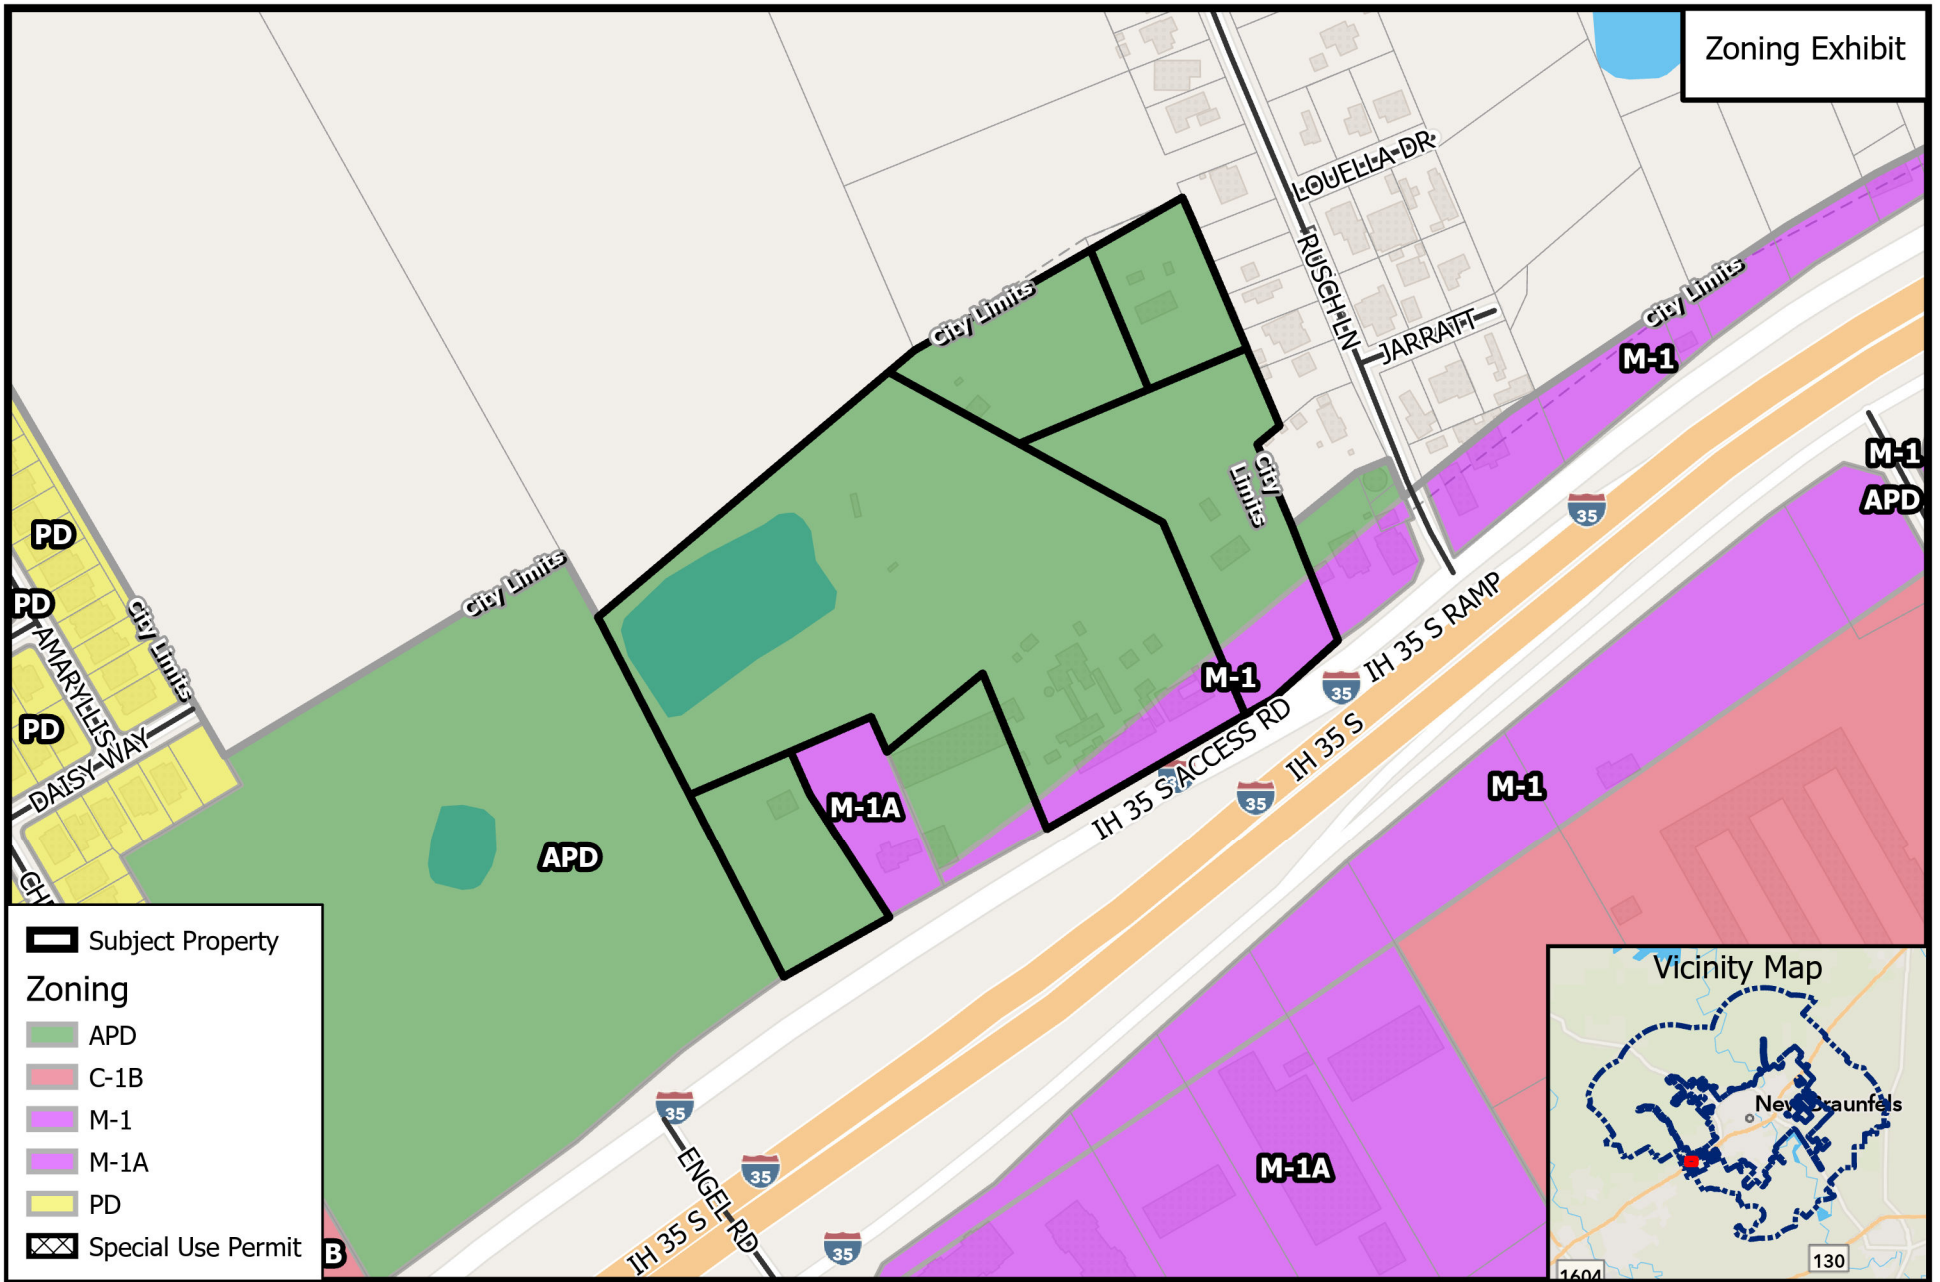 Zoning Exhibit
LOUELLA DR
RUSCH LN
JARRATT
City Limits
City Limits
City
Limits
M-1
M-1
APD
35
PD
PD
City Limits
City Limits
AMARYLLIS
PD
DAISY WAY
M-1
35
IH 35 S RAMP
IH 35 S ACCESS RD
IH 35 S
35
M-1A
APD
M-1
35
ENGEL RD
35
IH 35 S
35
M-1A
B
Subject Property
Zoning
APD
C-1B
M-1
M-1A
PD
Special Use Permit
Vicinity Map
New Braunfels
130
1604